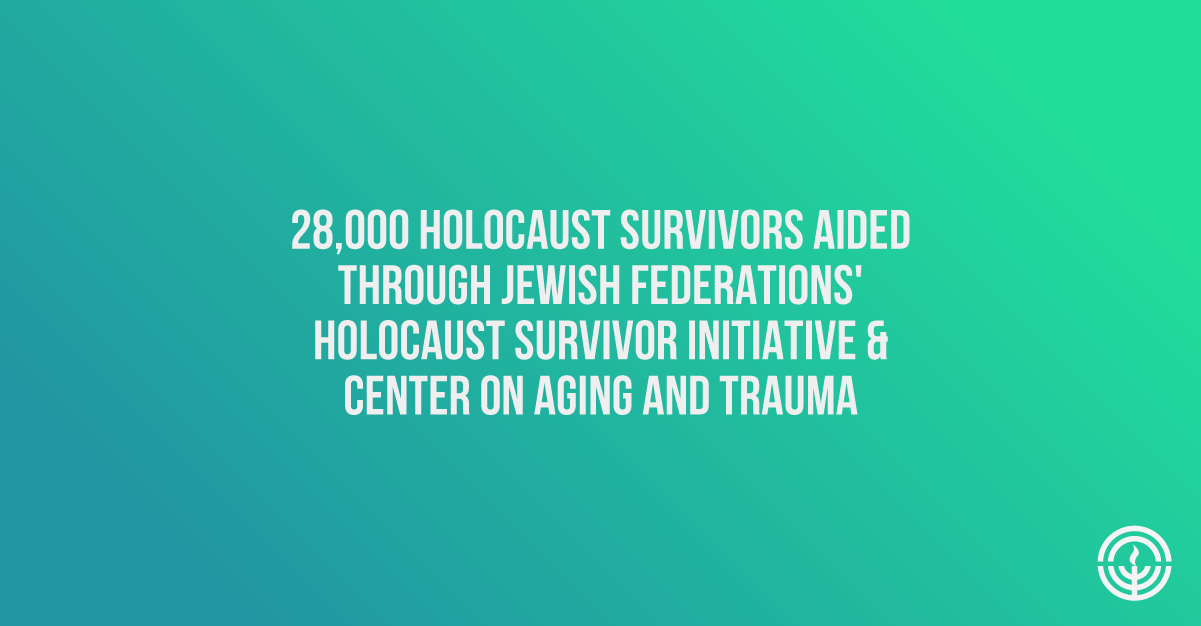 28,000 HOLOCAUST SURVIVORS AIDED
THROUGH JEWISH FEDERATIONS'
HOLOCAUST SURVIVOR INITIATIVE &
CENTER ON AGING AND TRAUMA